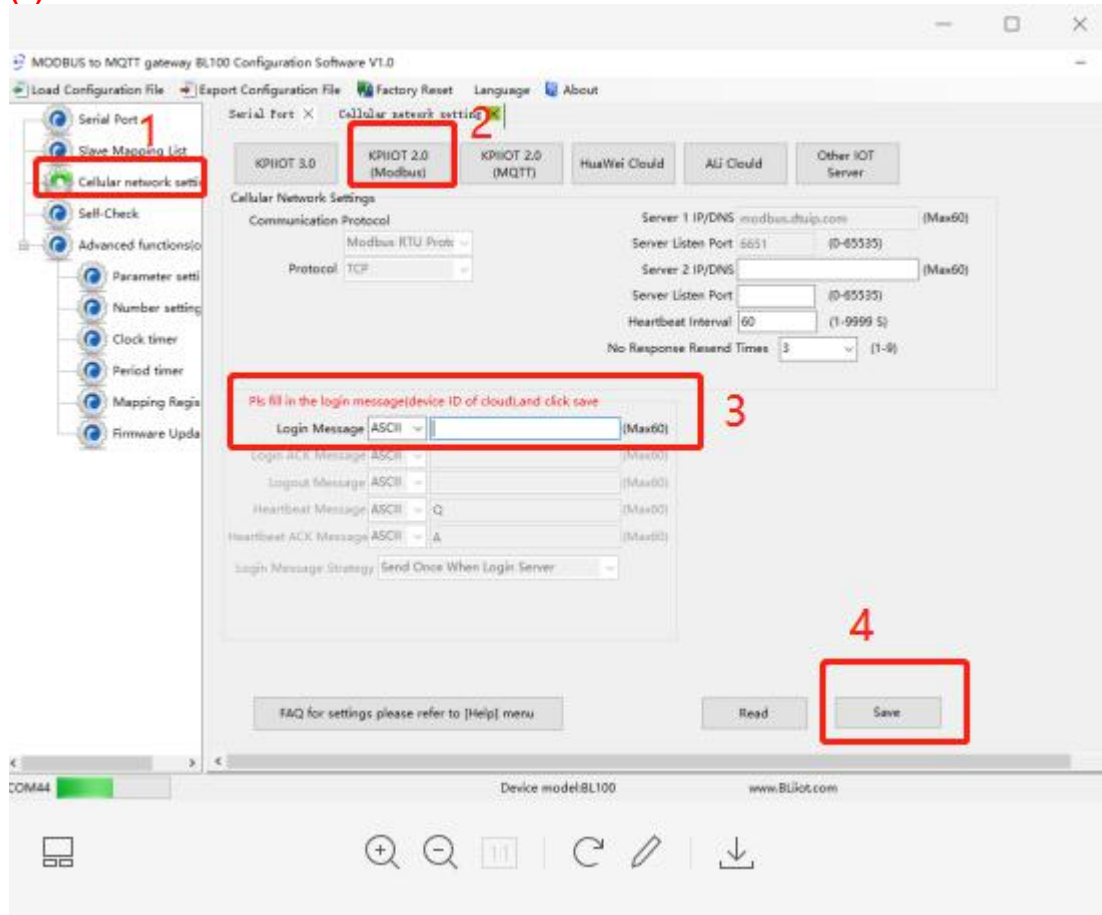 MODBUS to MQTT gateway BL100 Configuration Software V1.0
Load Configuration File Export Configuration File Factory Reset Language About
Serial Port
Slave Mapping List
Cellular network setti
Self-Check
Advanced functions(o
Parameter setti
Number setting
Clock timer
Period timer
Mapping Regis
Firmware Upda
1
Serial Port Cellular network setting
2
KPIIOT 3.0
KPIIOT 2.0
(Modbus)
KPIIOT 2.0
(MQTT)
HuaWei Clould
ALi Clould
Other IOT
Server
Cellular Network Settings
Communication Protocol
Modbus RTU Proto
Protocol TCP
Server 1 IP/DNS modbus.dtuip.com (Max60)
Server Listen Port 6651 (0-65535)
Server 2 IP/DNS (Max60)
Server Listen Port (0-65535)
Heartbeat Interval 60 (1-9999 S)
No Response Resend Times 3 (1-9)
Pls fill in the login message(device ID of cloud),and click save
3
Login Message ASCII (Max60)
Login ACK Message ASCII (Max60)
Logout Message ASCII (Max60)
Heartbeat Message ASCII Q (Max60)
Heartbeat ACK Message ASCII A (Max60)
Login Message Strategy Send Once When Login Server
4
FAQ for settings please refer to [Help] menu
Read
Save
COM44
Device model:BL100
www.BLiiot.com
1:1